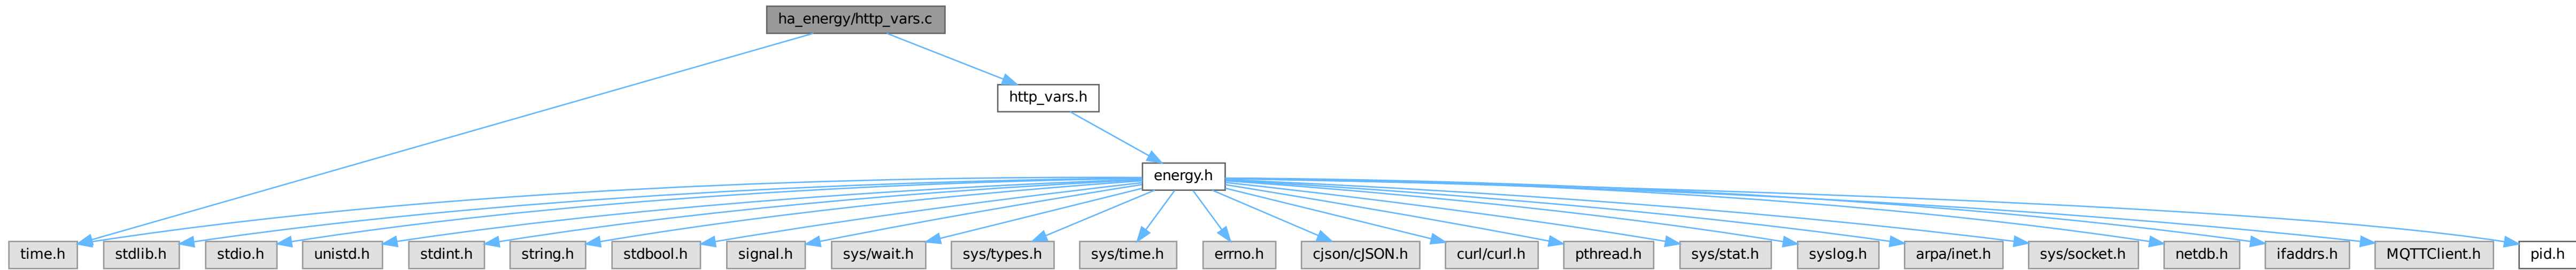 ha_energy/http_vars.c
http_vars.h
energy.h
time.h
stdlib.h
stdio.h
unistd.h
stdint.h
string.h
stdbool.h
signal.h
sys/wait.h
sys/types.h
sys/time.h
errno.h
cjson/cJSON.h
curl/curl.h
pthread.h
sys/stat.h
syslog.h
arpa/inet.h
sys/socket.h
netdb.h
ifaddrs.h
MQTTClient.h
pid.h